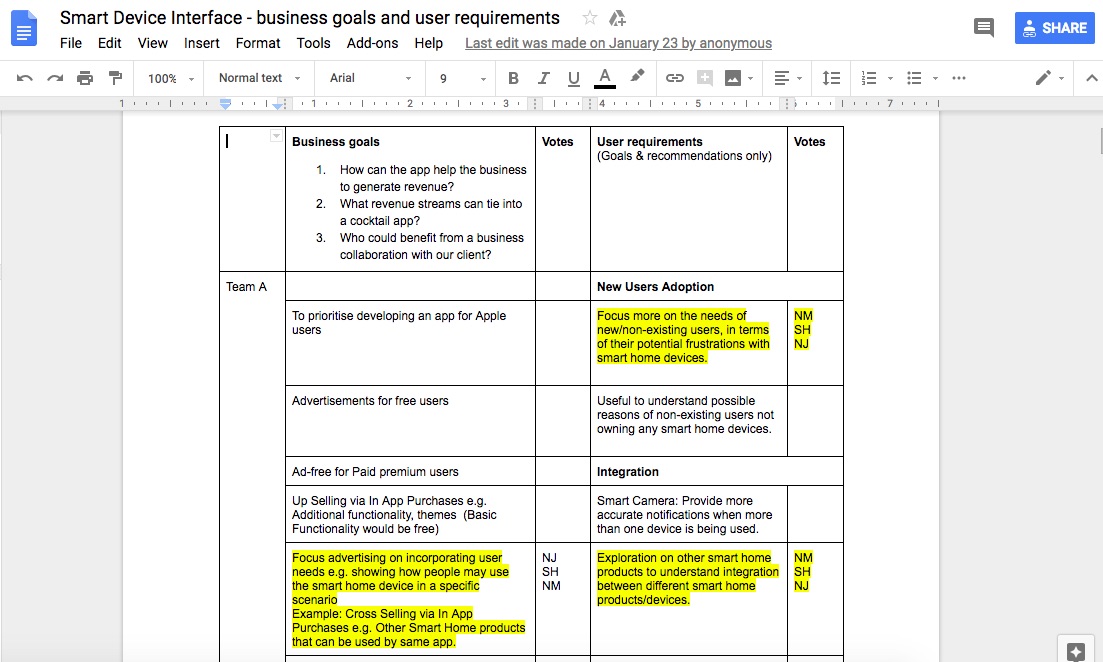 Smart Device Interface - business goals and user requirements
File Edit View Insert Format Tools Add-ons Help Last edit was made on January 23 by anonymous
SHARE
100% Normal text Arial 9 B I U A
1 1 2 3 4 5 6 7
Business goals
1. How can the app help the business
to generate revenue?
2. What revenue streams can tie into
a cocktail app?
3. Who could benefit from a business
collaboration with our client?
Votes
User requirements
(Goals & recommendations only)
Votes
Team A
New Users Adoption
To prioritise developing an app for Apple
users
Focus more on the needs of
new/non-existing users, in terms
of their potential frustrations with
smart home devices.
NM
SH
NJ
Advertisements for free users
Useful to understand possible
reasons of non-existing users not
owning any smart home devices.
Ad-free for Paid premium users
Integration
Up Selling via In App Purchases e.g.
Additional functionality, themes (Basic
Functionality would be free)
Smart Camera: Provide more
accurate notifications when more
than one device is being used.
Focus advertising on incorporating user
needs e.g. showing how people may use
the smart home device in a specific
scenario
Example: Cross Selling via In App
Purchases e.g. Other Smart Home products
that can be used by same app.
NJ
SH
NM
Exploration on other smart home
products to understand integration
between different smart home
products/devices.
NM
SH
NJ